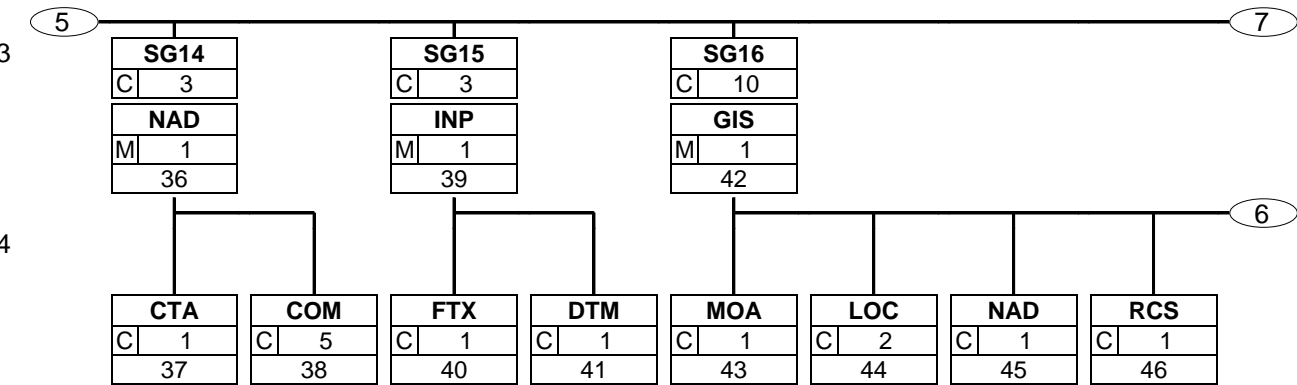 5 7
3
SG14 SG15 SG16
C 3 C 3 C 10
NAD INP GIS
M 1 M 1 M 1
36 39 42
6
4
CTA COM FTX DTM MOA LOC NAD RCS
C 1 C 5 C 1 C 1 C 1 C 2 C 1 C 1
37 38 40 41 43 44 45 46